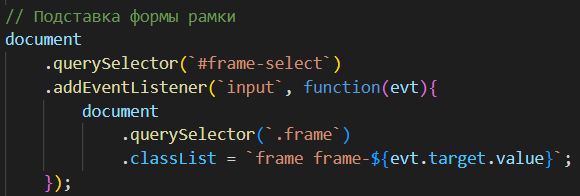 // Подставка формы рамки
document
.querySelector(`#frame-select`)
.addEventListener(`input`, function(evt){
document
.querySelector(`.frame`)
.classList = `frame frame-${evt.target.value}`;
});